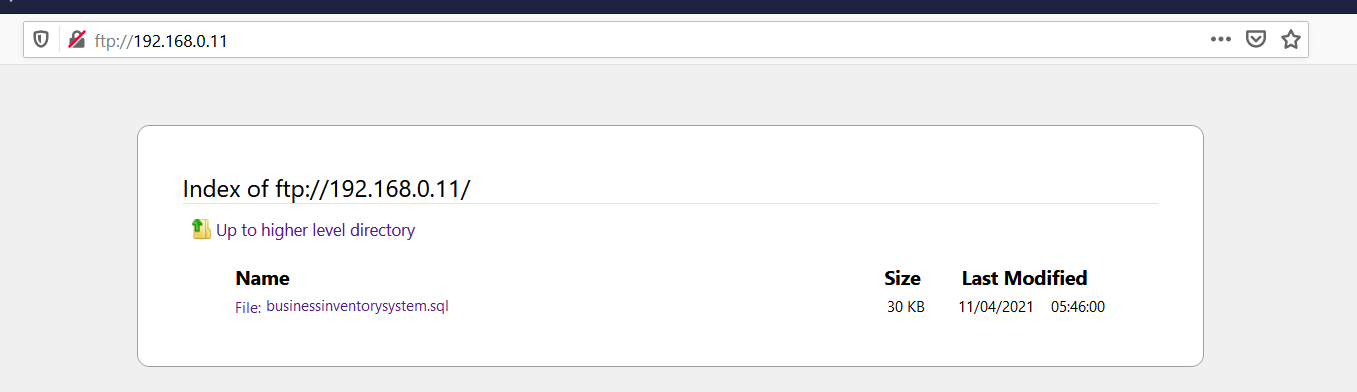 ftp://192.168.0.11
Index of ftp://192.168.0.11/
Up to higher level directory
Name Size Last Modified
File: businessinventorysystem.sql 30 KB 11/04/2021 05:46:00